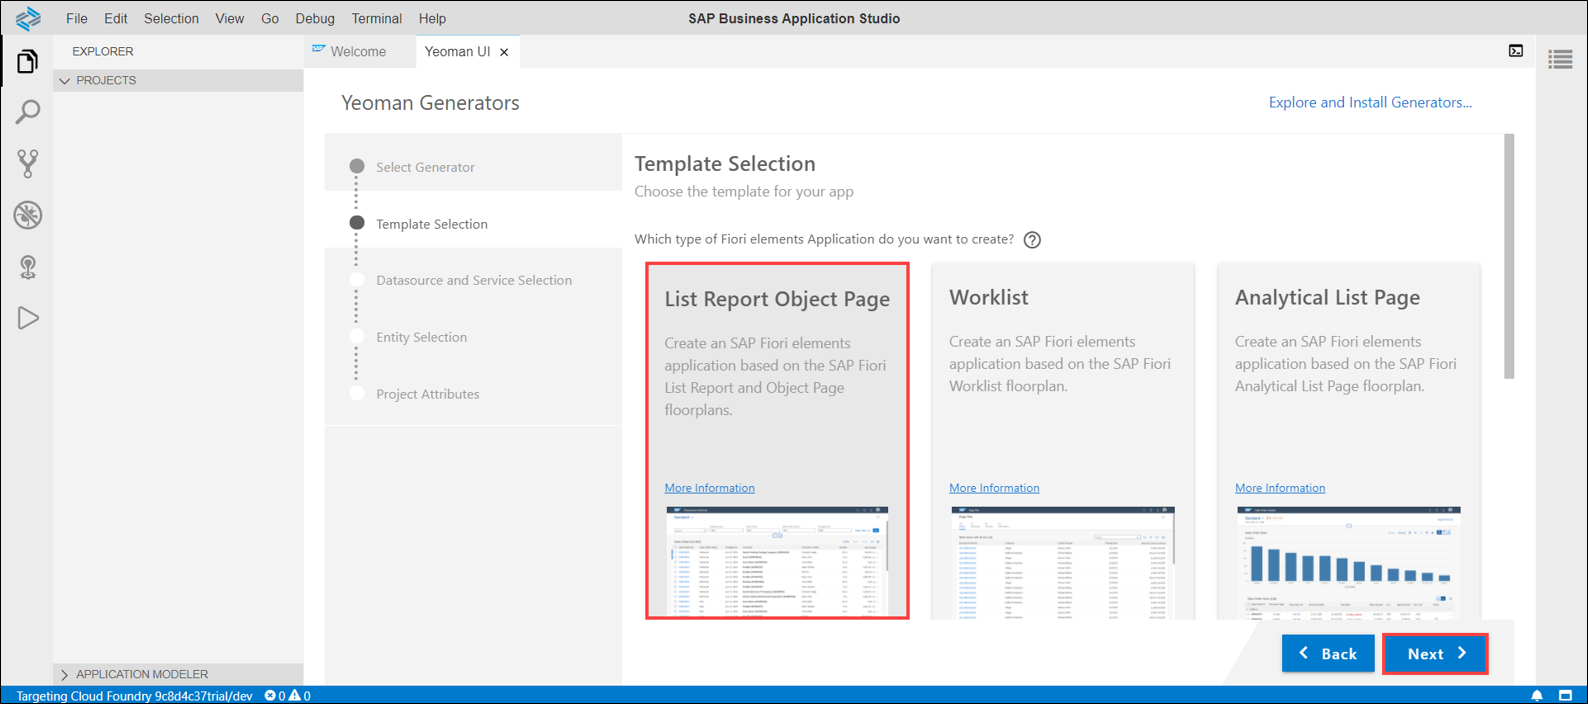 File Edit Selection View Go Debug Terminal Help
SAP Business Application Studio
EXPLORER
PROJECTS
SAP Welcome
Yeoman UI
Yeoman Generators
Explore and Install Generators...
Select Generator
Template Selection
Datasource and Service Selection
Entity Selection
Project Attributes
Template Selection
Choose the template for your app
Which type of Fiori elements Application do you want to create?
List Report Object Page
Create an SAP Fiori elements
application based on the SAP Fiori
List Report and Object Page
floorplans.
More Information
Worklist
Create an SAP Fiori elements
application based on the SAP Fiori
Worklist floorplan.
More Information
Analytical List Page
Create an SAP Fiori elements
application based on the SAP Fiori
Analytical List Page floorplan.
More Information
Back
Next
APPLICATION MODELER
Targeting Cloud Foundry 9c8d4c37trial/dev 0 0